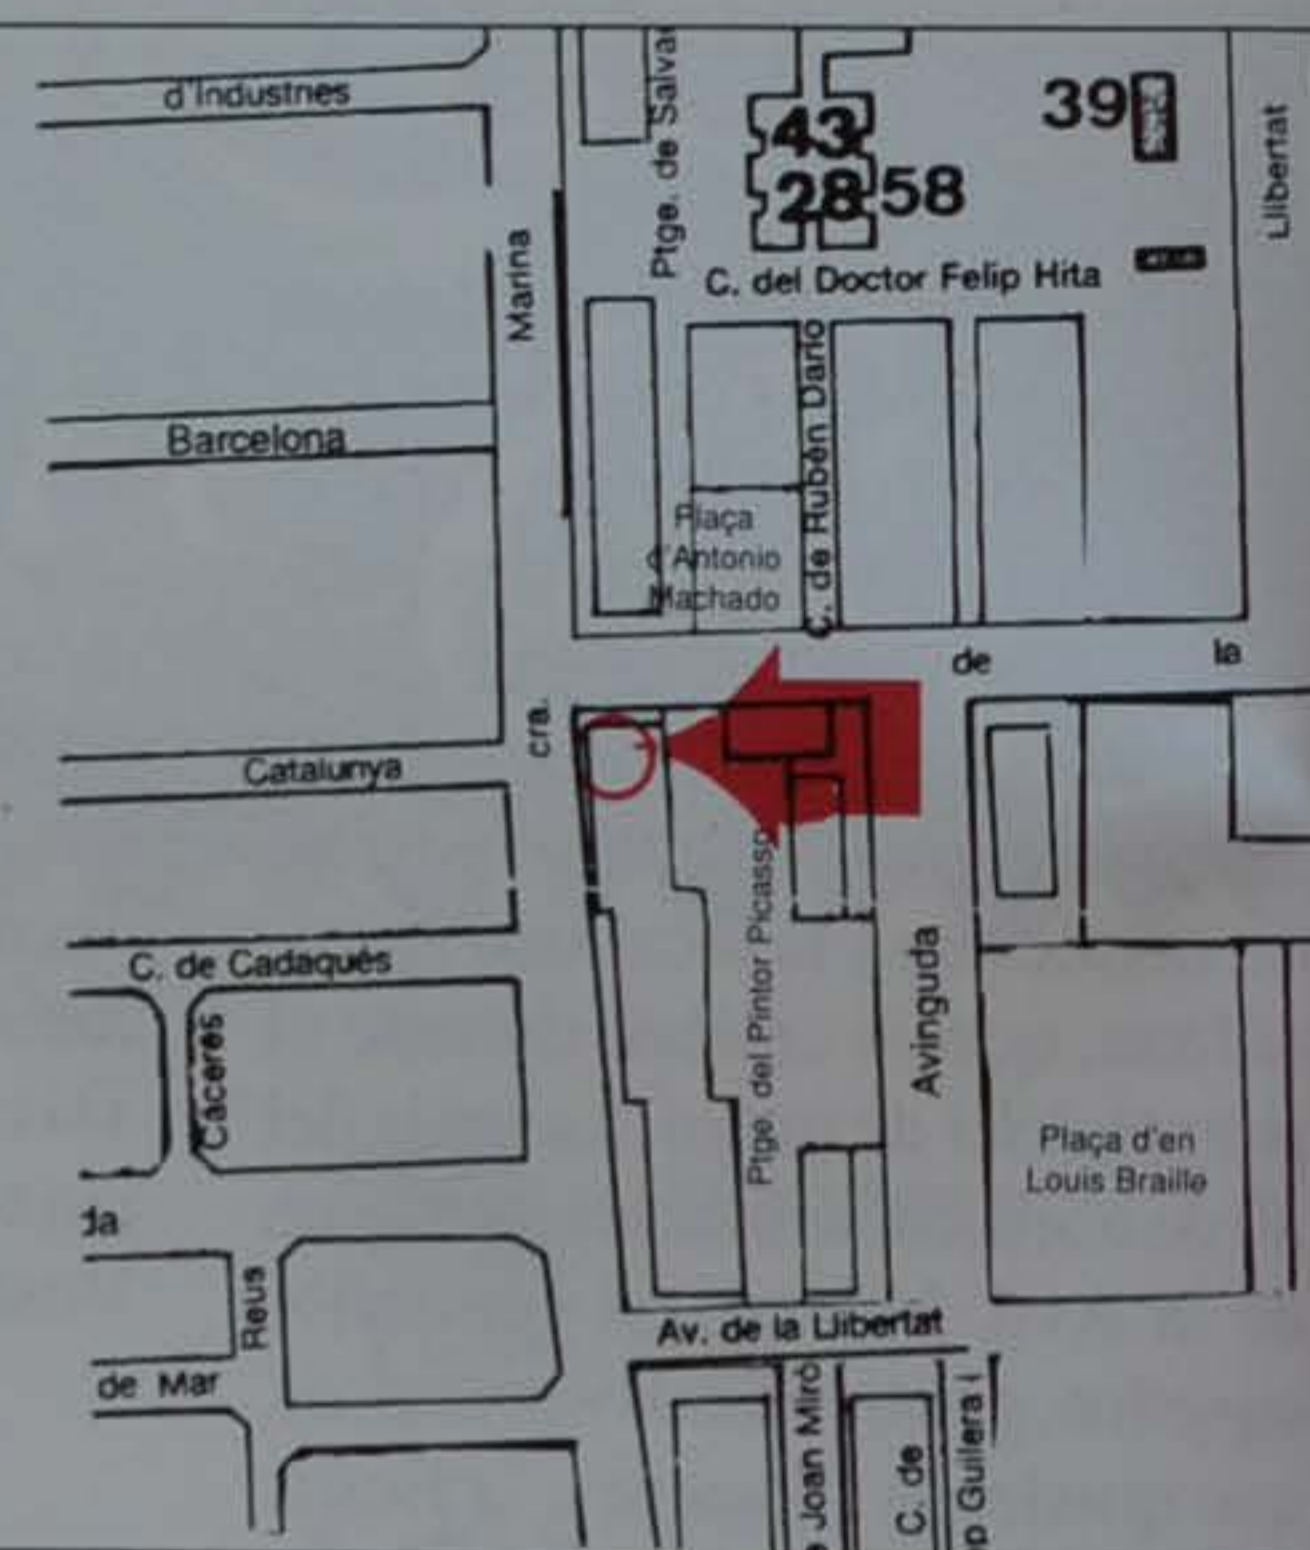 d'Industries
Ptge. de Salva
43
39
28
58
Llibertat
Marina
C. del Doctor Felip Hita
Barcelona
C. de Rubén Darío
Plaça
d'Antonio
Machado
de la
cra.
Catalunya
Ptge. del Pintor Picasso
C. de Cadaqués
Avinguda
Cáceres
Plaça d'en
Louis Braille
da
Reus
Av. de la Llibertat
de Mar
Joan Miró
C. de
p Guilera i